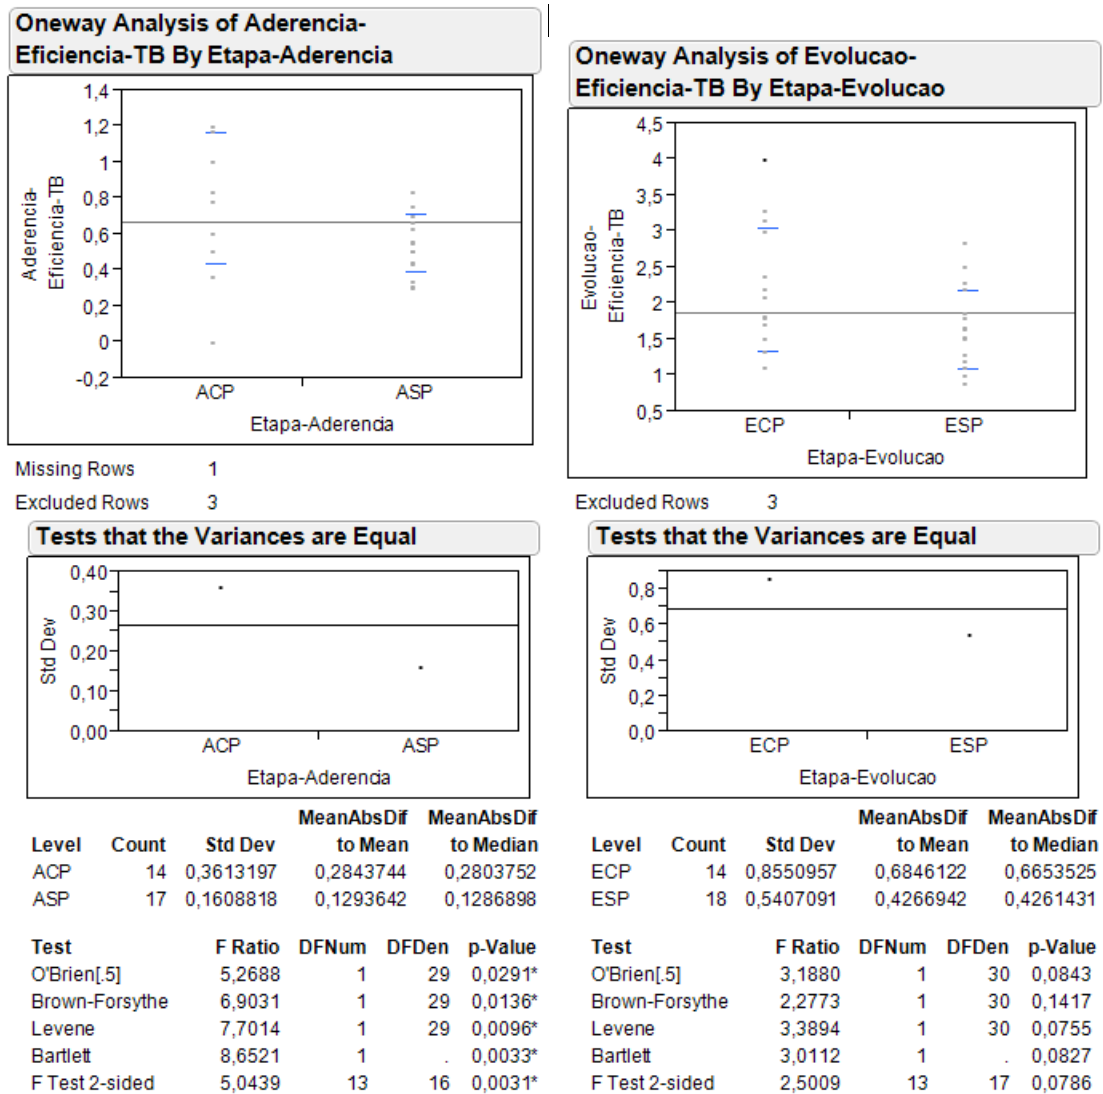 Oneway Analysis of Aderencia-
Eficiencia-TB By Etapa-Aderencia
1,4
1,2
1
0,8
0,6
0,4
0,2
0
-0,2
Aderencia-
Eficiencia-TB
ACP ASP
Etapa-Aderencia
Missing Rows 1
Excluded Rows 3
Tests that the Variances are Equal
0,40
0,30
0,20
0,10
0,00
Std Dev
ACP ASP
Etapa-Aderencia
MeanAbsDif MeanAbsDif
Level Count Std Dev to Mean to Median
ACP 14 0,3613197 0,2843744 0,2803752
ASP 17 0,1608818 0,1293642 0,1286898
Test F Ratio DFNum DFDen p-Value
O'Brien[.5] 5,2688 1 29 0,0291*
Brown-Forsythe 6,9031 1 29 0,0136*
Levene 7,7014 1 29 0,0096*
Bartlett 8,6521 1 . 0,0033*
F Test 2-sided 5,0439 13 16 0,0031*
Oneway Analysis of Evolucao-
Eficiencia-TB By Etapa-Evolucao
4,5
4
3,5
3
2,5
2
1,5
1
0,5
Evolucao-
Eficiencia-TB
ECP ESP
Etapa-Evolucao
Excluded Rows 3
Tests that the Variances are Equal
0,8
0,6
0,4
0,2
0,0
Std Dev
ECP ESP
Etapa-Evolucao
MeanAbsDif MeanAbsDif
Level Count Std Dev to Mean to Median
ECP 14 0,8550957 0,6846122 0,6653525
ESP 18 0,5407091 0,4266942 0,4261431
Test F Ratio DFNum DFDen p-Value
O'Brien[.5] 3,1880 1 30 0,0843
Brown-Forsythe 2,2773 1 30 0,1417
Levene 3,3894 1 30 0,0755
Bartlett 3,0112 1 . 0,0827
F Test 2-sided 2,5009 13 17 0,0786